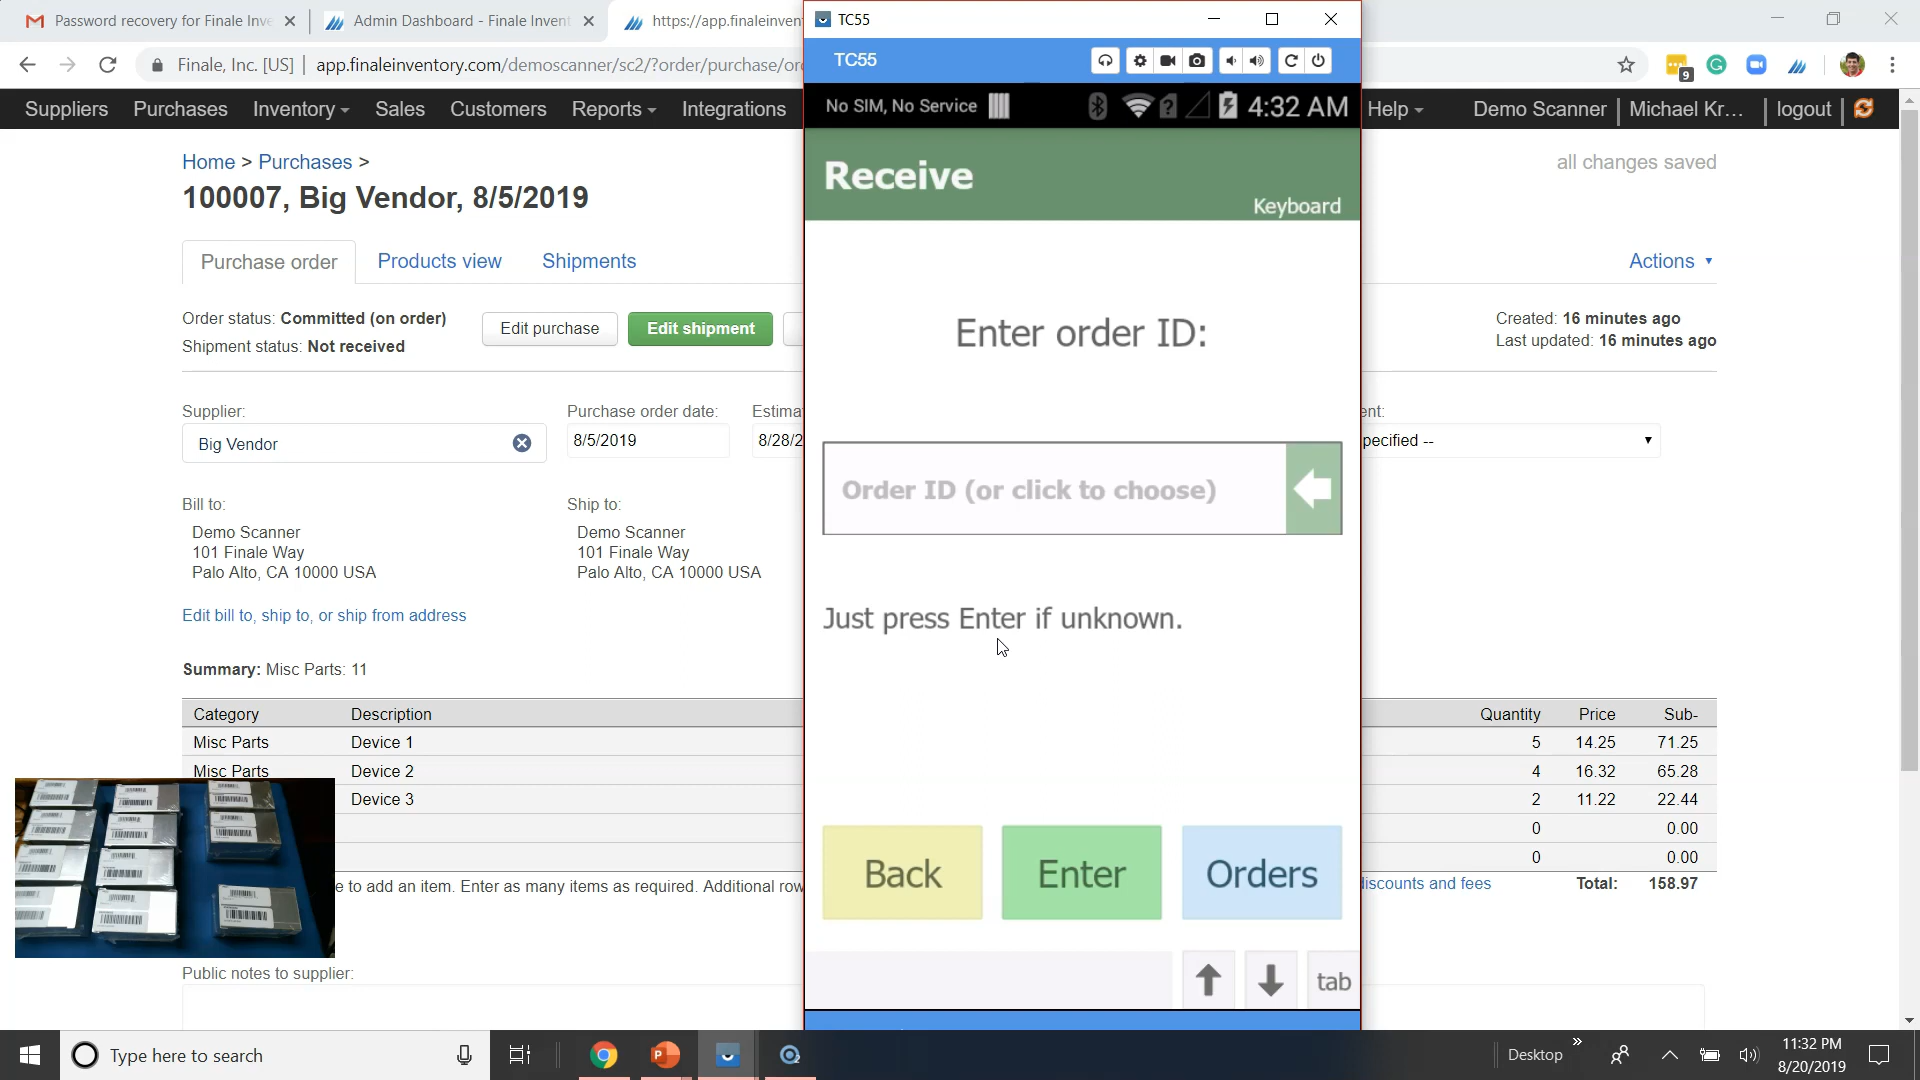 Password recovery for Finale Inve
Admin Dashboard - Finale Invent
https://app.finaleinven
TC55
Finale, Inc. [US] | app.finaleinventory.com/demoscanner/sc2/?order/purchase/or
9
TC55
Suppliers Purchases Inventory Sales Customers Reports Integrations
No SIM, No Service
4:32 AM
Help Demo Scanner Michael Kr... logout
Home > Purchases >
all changes saved
100007, Big Vendor, 8/5/2019
Receive
Keyboard
Purchase order Products view Shipments
Actions
Order status: Committed (on order)
Shipment status: Not received
Edit purchase Edit shipment
Created: 16 minutes ago
Last updated: 16 minutes ago
Enter order ID:
Supplier: Purchase order date: Estima
ent:
Big Vendor 8/5/2019 8/28/2
pecified --
Order ID (or click to choose)
Bill to: Ship to:
Demo Scanner Demo Scanner
101 Finale Way 101 Finale Way
Palo Alto, CA 10000 USA Palo Alto, CA 10000 USA
Edit bill to, ship to, or ship from address
Just press Enter if unknown.
Summary: Misc Parts: 11
Category Description Quantity Price Sub-
Misc Parts Device 1 5 14.25 71.25
Misc Parts Device 2 4 16.32 65.28
Device 3 2 11.22 22.44
0 0.00
0 0.00
Back Enter Orders
e to add an item. Enter as many items as required. Additional row
discounts and fees Total: 158.97
Public notes to supplier:
tab
Type here to search
Desktop
11:32 PM
8/20/2019